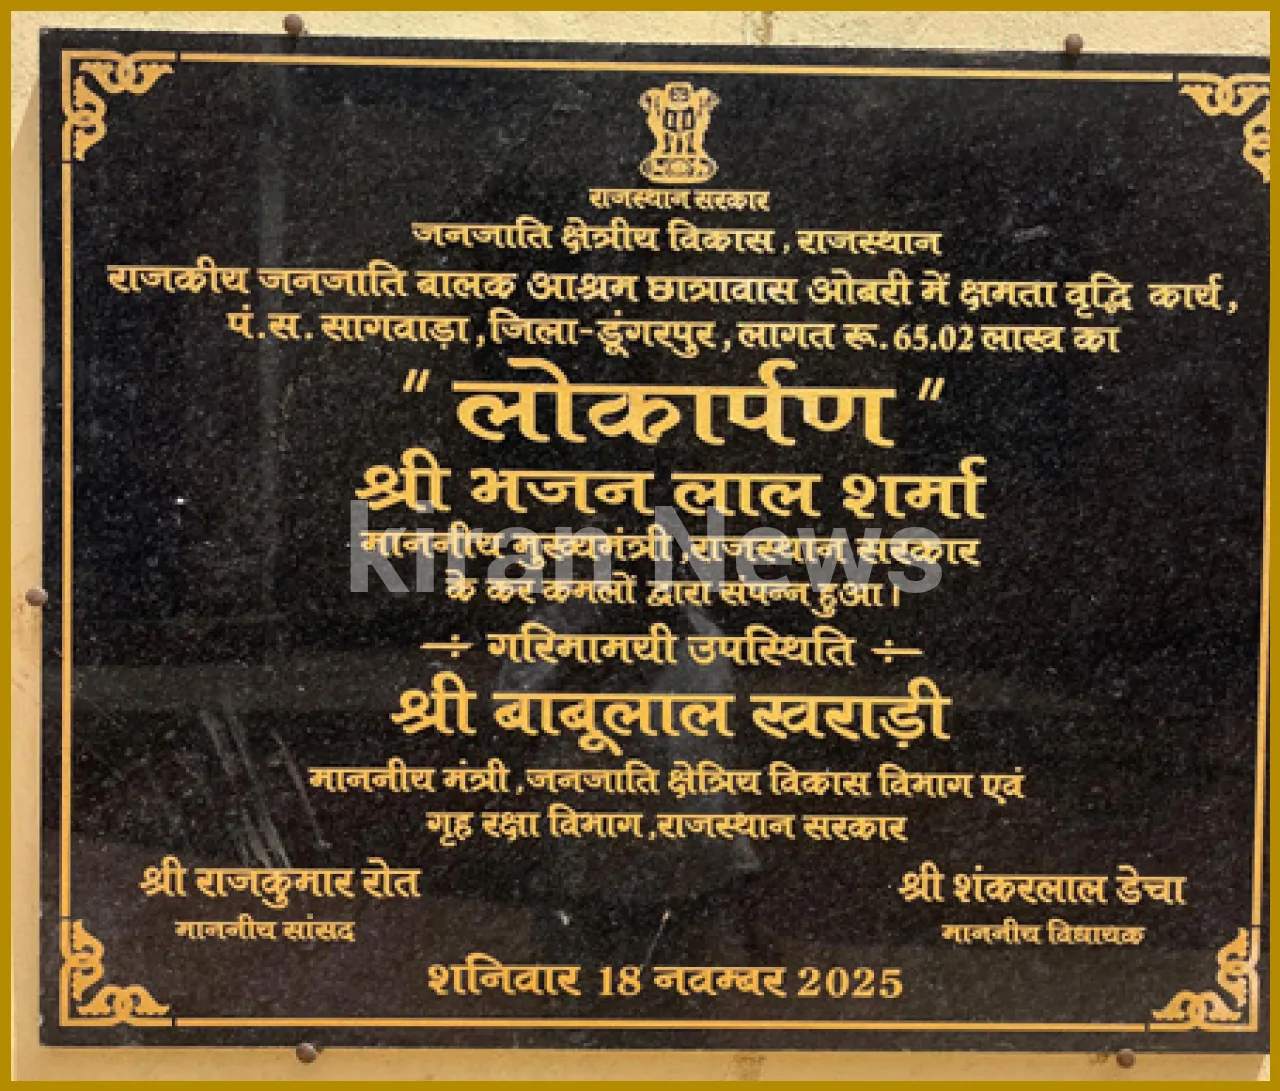 राजस्थान सरकार
जनजाति क्षेत्रीय विकास, राजस्थान
राजकीय जनजाति बालक आश्रम छात्रावास ओबरी में क्षमता वृद्धि कार्य,
पं.स. सागवाड़ा, जिला-डूंगरपुर, लागत रू. 65.02 लाख का
"लोकार्पण"
श्री भजन लाल शर्मा
माननीय मुख्यमंत्री, राजस्थान सरकार
kiran News
के कर कमलों द्वारा संपन्न हुआ।
÷ गरिमामयी उपस्थिति ÷
श्री बाबूलाल खराड़ी
माननीय मंत्री, जनजाति क्षेत्रिय विकास विभाग एवं
गृह रक्षा विभाग, राजस्थान सरकार
श्री राजकुमार रोत
माननीय सांसद
श्री शंकरलाल डेचा
माननीय विधायक
शनिवार 18 नवम्बर 2025